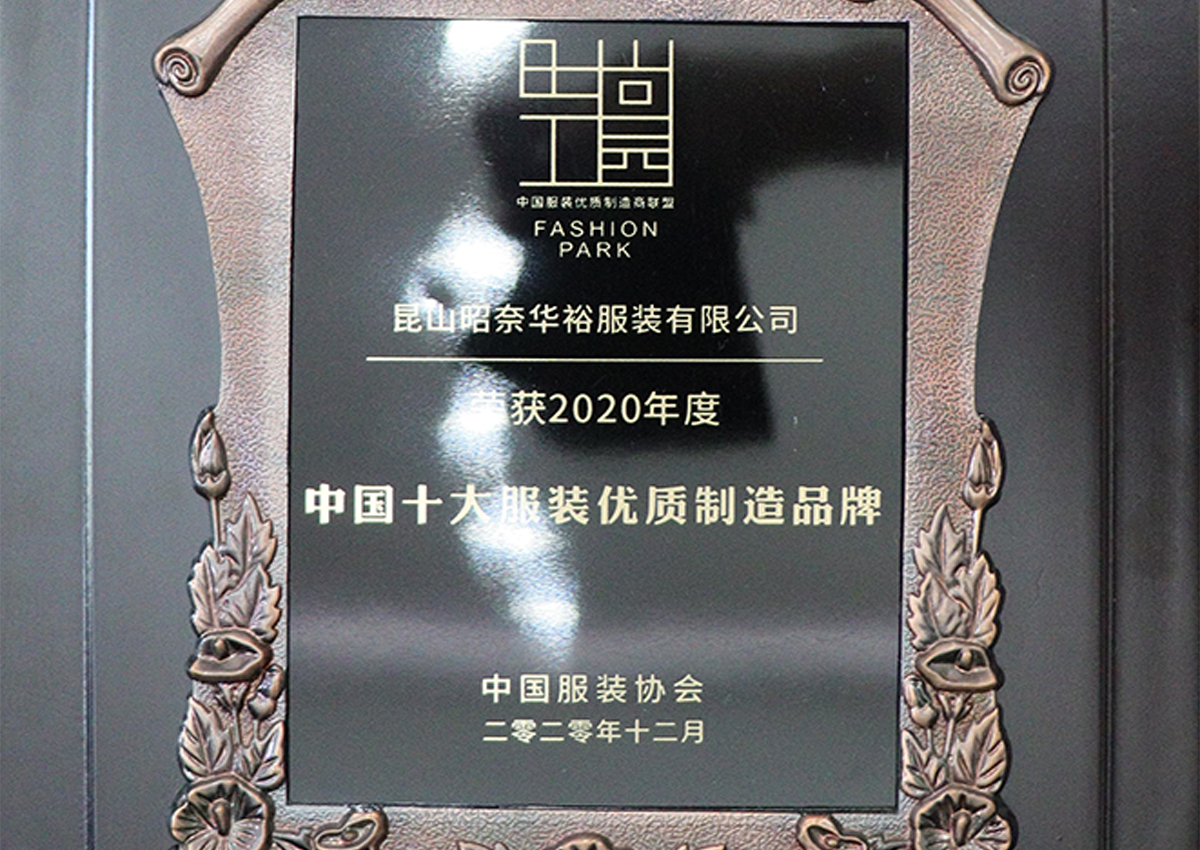 中国服装优质制造商联盟
FASHION
PARK
昆山昭奈华裕服装有限公司
荣获2020年度
中国十大服装优质制造品牌
中国服装协会
二零二零年十二月